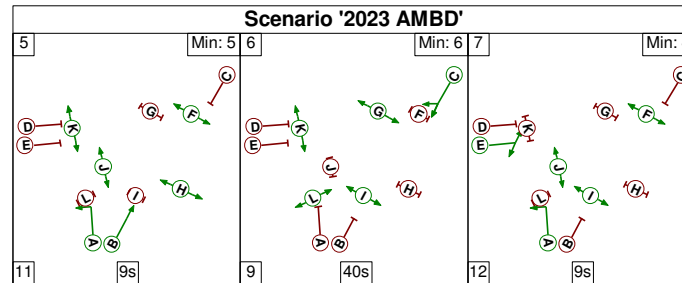 Scenario '2023 AMBD'
5 Min: 5 6 Min: 6 7 Min:
C C C
G F G F G F
D K D K D K
E E E
J J J
L I H L I H L I H
A B A B A B
11 9s 9 40s 12 9s